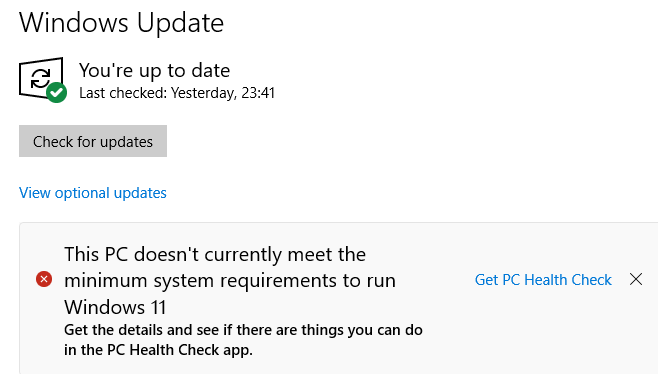 Windows Update
You're up to date
Last checked: Yesterday, 23:41
Check for updates
View optional updates
This PC doesn't currently meet the
minimum system requirements to run
Windows 11
Get the details and see if there are things you can do
in the PC Health Check app.
Get PC Health Check